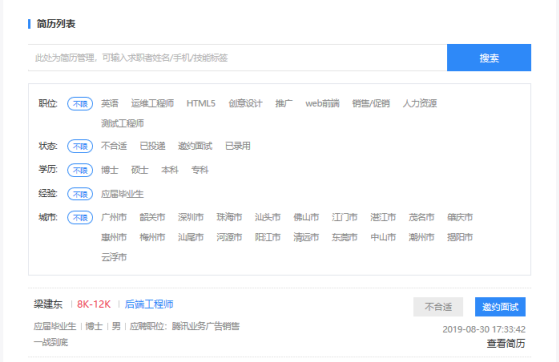 简历列表
此处为简历管理，可输入求职者姓名/手机/技能标签 搜索
职位: 不限 英语 运维工程师 HTML5 创意设计 推广 web前端 销售/促销 人力资源
测试工程师
状态: 不限 不合适 已投递 邀约面试 已录用
学历: 不限 博士 硕士 本科 专科
经验: 不限 应届毕业生
城市: 不限 广州市 韶关市 深圳市 珠海市 汕头市 佛山市 江门市 湛江市 茂名市 肇庆市
惠州市 梅州市 汕尾市 河源市 阳江市 清远市 东莞市 中山市 潮州市 揭阳市
云浮市
梁建东 | 8K-12K | 后端工程师 不合适 邀约面试
应届毕业生 | 博士 | 男 | 应聘职位: 腾讯业务广告销售 2019-08-30 17:33:42
一战到底 查看简历